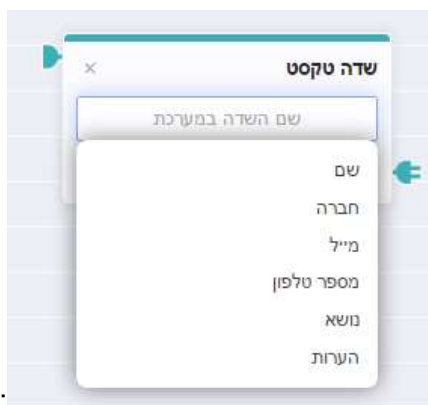 שדה טקסט
×
שם השדה במערכת
שם
חברה
מייל
מספר טלפון
נושא
הערות
.